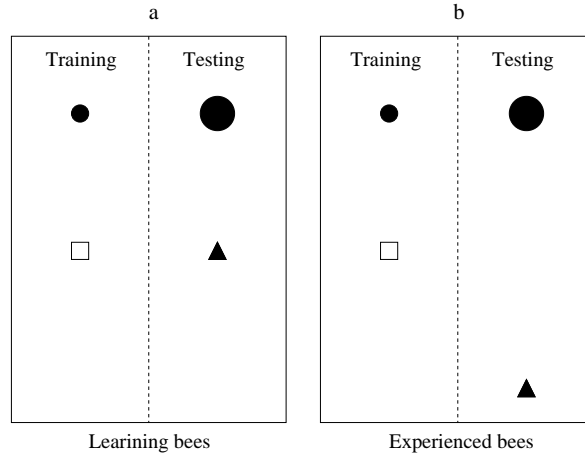 a
b
Training
Testing
Training
Testing
Learining bees
Experienced bees